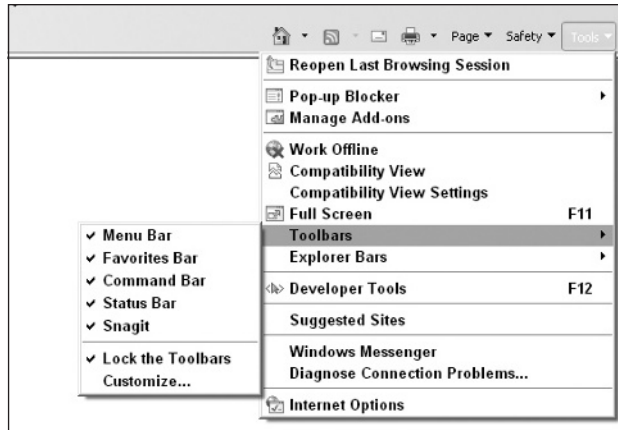 Page Safety Tools
Reopen Last Browsing Session
Pop-up Blocker
Manage Add-ons
Work Offline
Compatibility View
Compatibility View Settings
Full Screen F11
Toolbars
Explorer Bars
Developer Tools F12
Suggested Sites
Windows Messenger
Diagnose Connection Problems...
Internet Options
Menu Bar
Favorites Bar
Command Bar
Status Bar
Snagit
Lock the Toolbars
Customize...